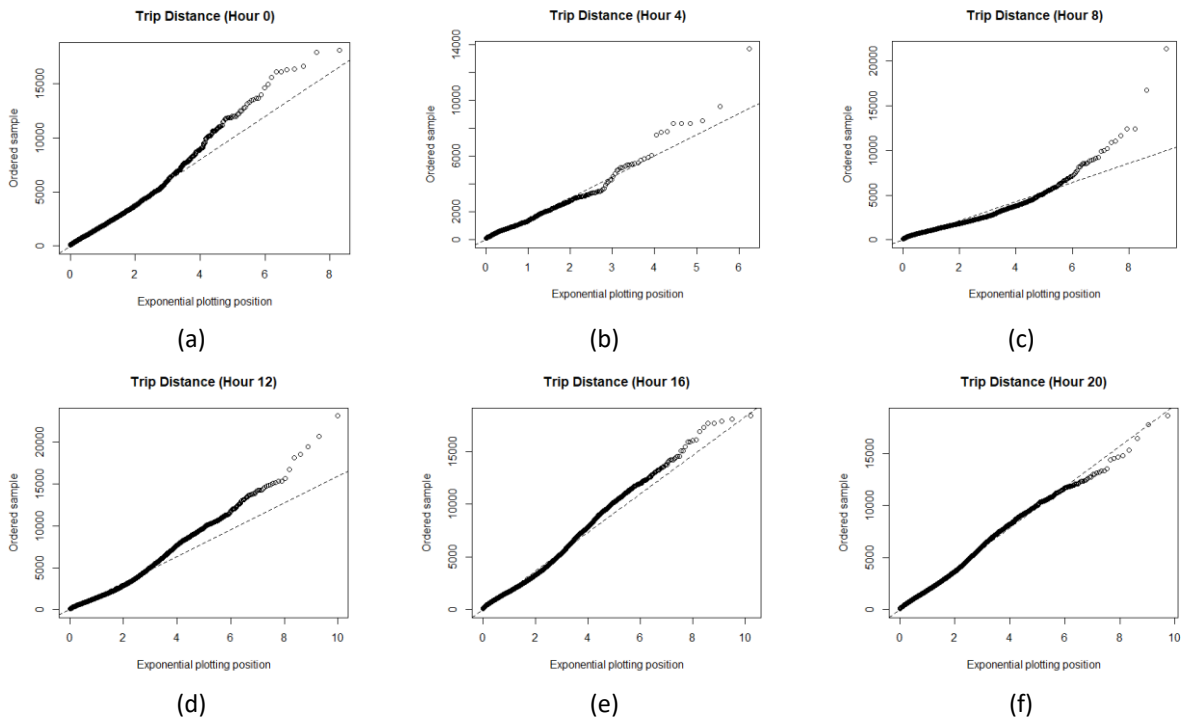 Trip Distance (Hour 0)
Ordered sample
0
5000
10000
15000
0
2
4
6
8
Exponential plotting position
(a)
Trip Distance (Hour 4)
Ordered sample
0
2000
6000
10000
14000
0
1
2
3
4
5
6
Exponential plotting position
(b)
Trip Distance (Hour 8)
Ordered sample
0
5000
10000
15000
20000
0
2
4
6
8
Exponential plotting position
(c)
Trip Distance (Hour 12)
Ordered sample
0
5000
10000
15000
20000
0
2
4
6
8
10
Exponential plotting position
(d)
Trip Distance (Hour 16)
Ordered sample
0
5000
10000
15000
0
2
4
6
8
10
Exponential plotting position
(e)
Trip Distance (Hour 20)
Ordered sample
0
5000
10000
15000
0
2
4
6
8
10
Exponential plotting position
(f)